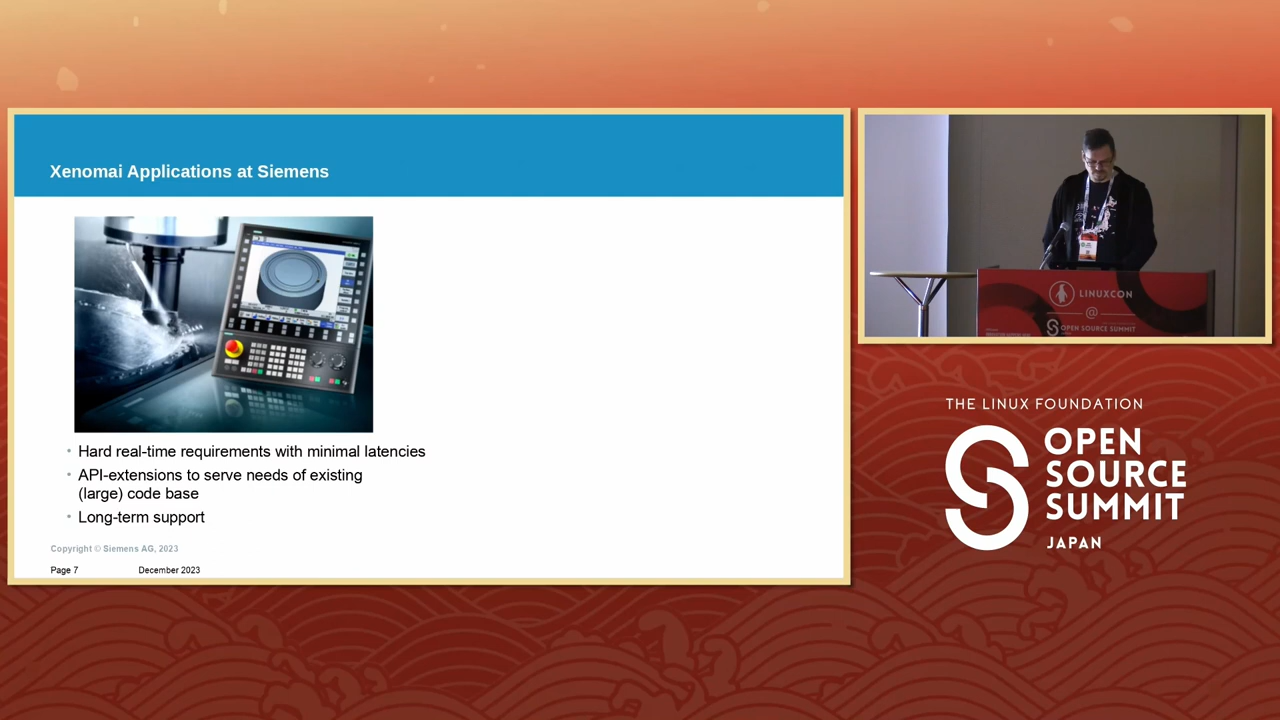 Xenomai Applications at Siemens
• Hard real-time requirements with minimal latencies
• API-extensions to serve needs of existing
(large) code base
• Long-term support
Copyright © Siemens AG, 2023
Page 7 December 2023
LINUXCON
@
OPEN SOURCE SUMMIT
THE LINUX FOUNDATION
OPEN
SOURCE
SUMMIT
JAPAN